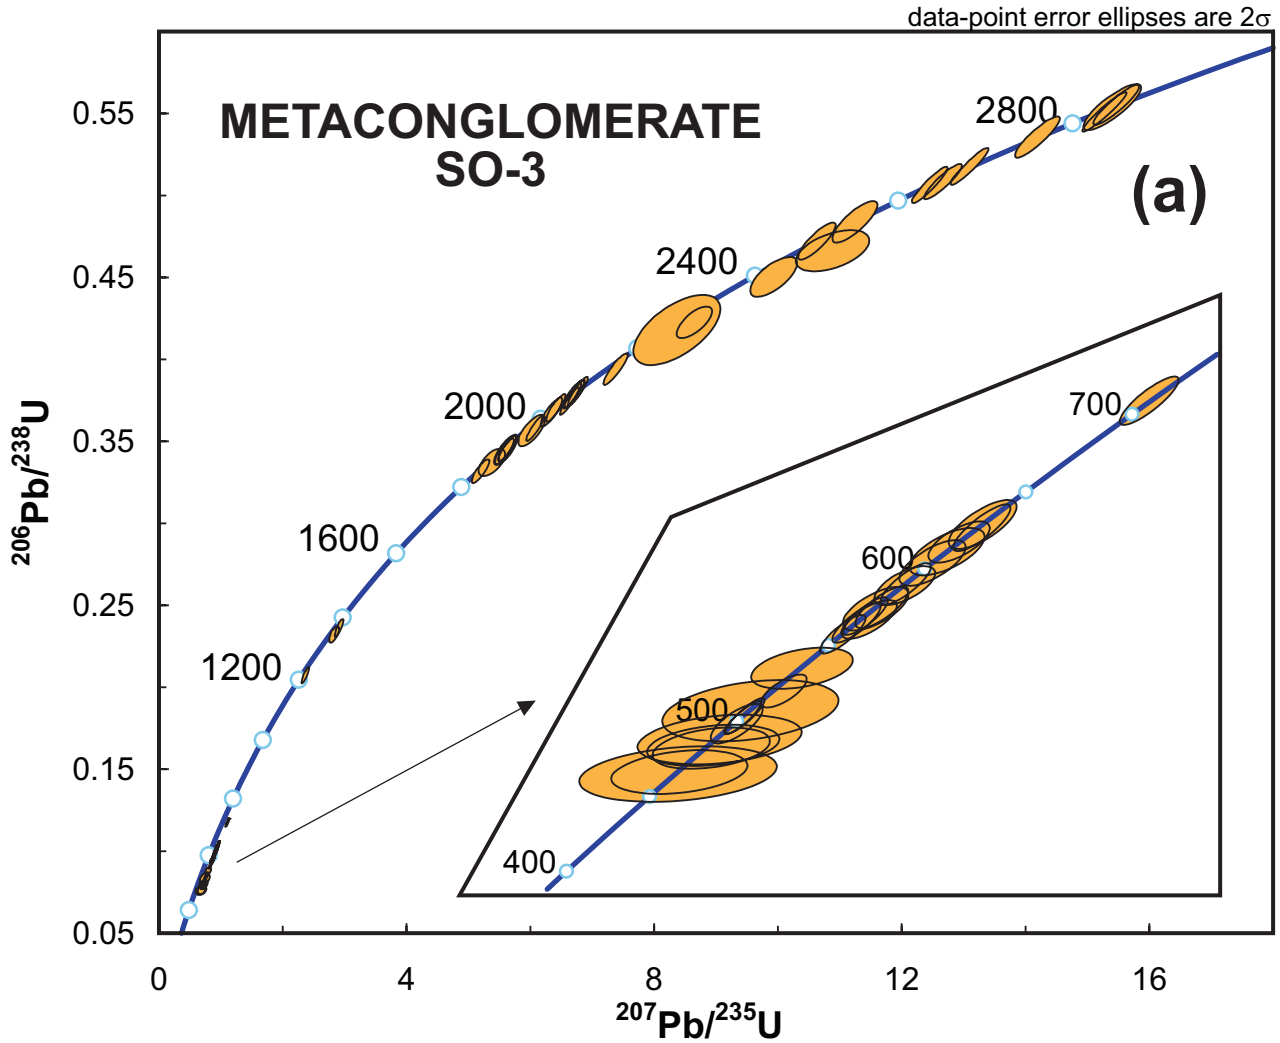 data-point error ellipses are 2σ
METACONGLOMERATE
SO-3
(a)
2800
2400
2000
1600
1200
700
600
500
400
0.55
0.45
0.35
0.25
0.15
0.05
206Pb/238U
0 4 8 12 16
207Pb/235U